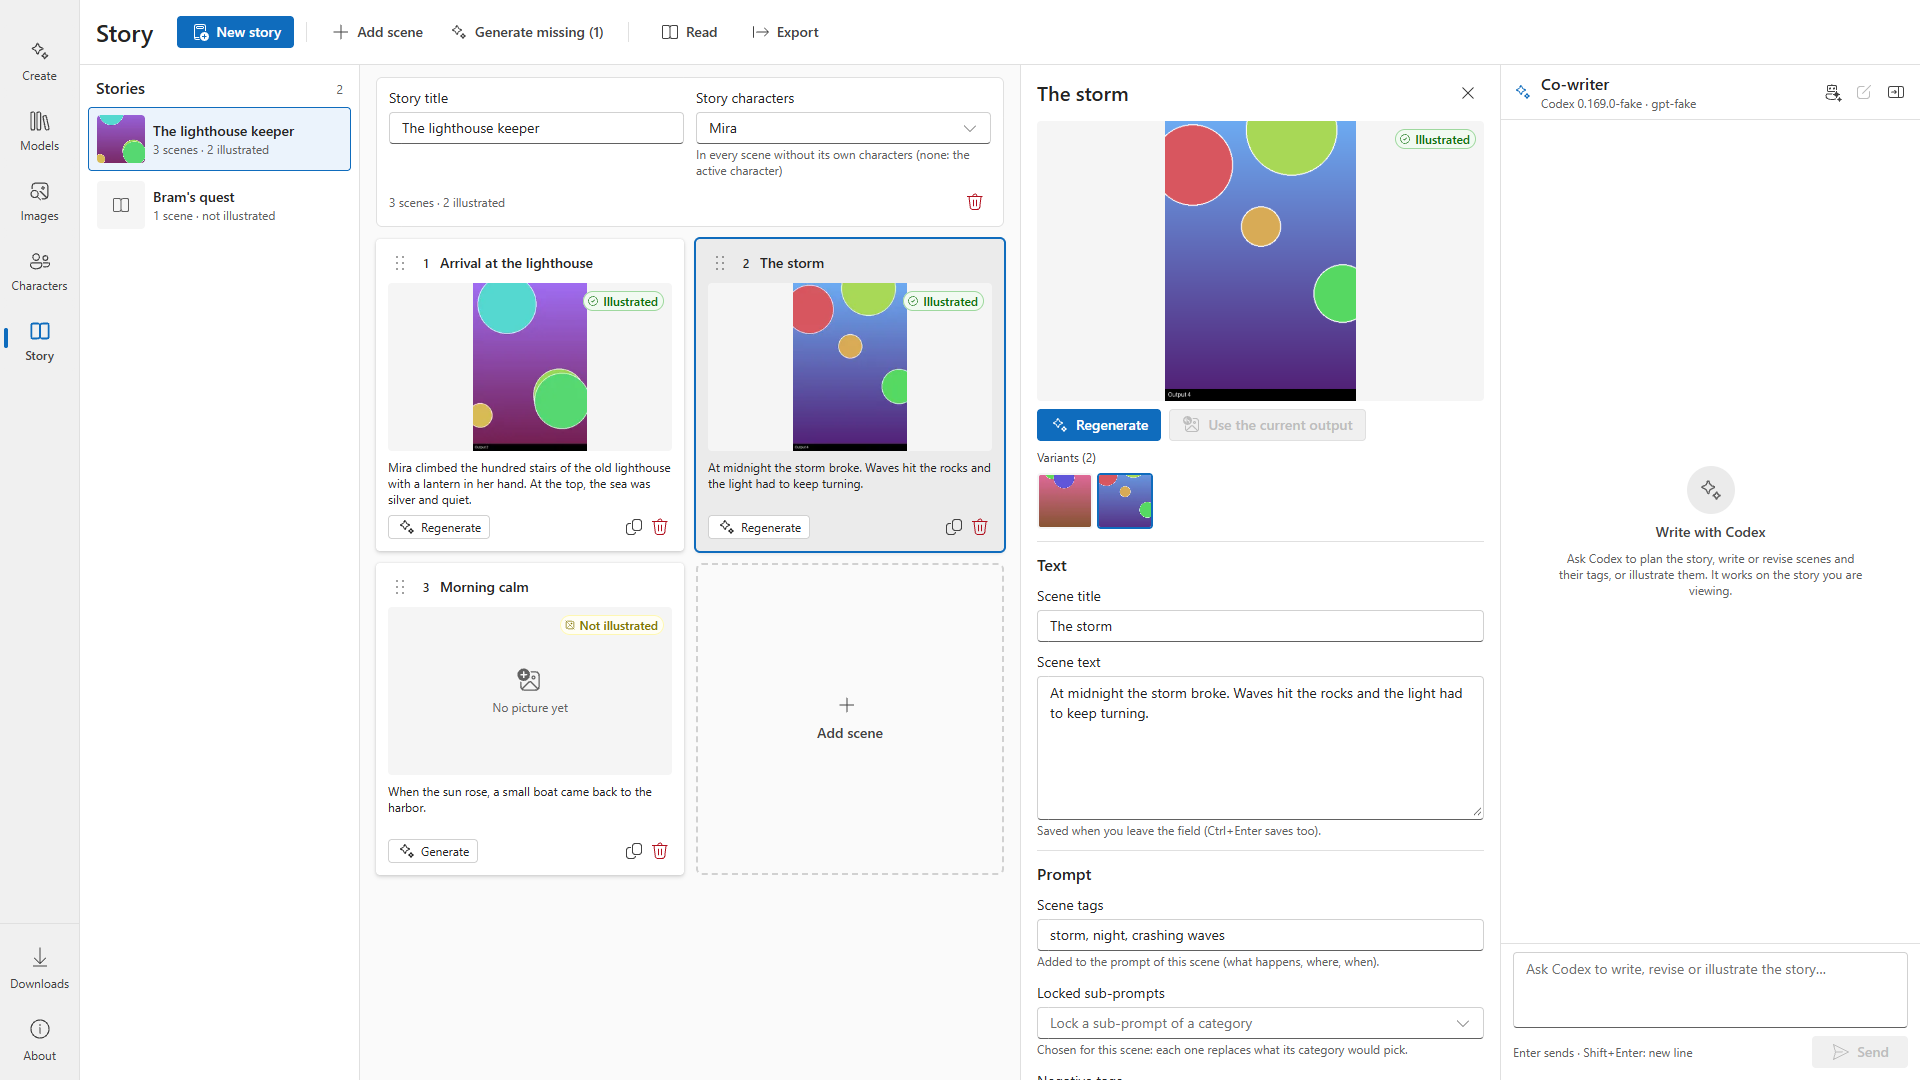 Create
Models
Images
Characters
Story
Downloads
About
Story
New story
Add scene
Generate missing (1)
Read
Export
Stories
2
The lighthouse keeper
3 scenes · 2 illustrated
Bram's quest
1 scene · not illustrated
Story title
The lighthouse keeper
Story characters
Mira
In every scene without its own characters (none: the
active character)
3 scenes · 2 illustrated
1 Arrival at the lighthouse
Illustrated
Mira climbed the hundred stairs of the old lighthouse
with a lantern in her hand. At the top, the sea was
silver and quiet.
Regenerate
2 The storm
Illustrated
At midnight the storm broke. Waves hit the rocks and
the light had to keep turning.
Regenerate
3 Morning calm
Not illustrated
No picture yet
When the sun rose, a small boat came back to the
harbor.
Generate
Add scene
The storm
Illustrated
Output 4
Regenerate
Use the current output
Variants (2)
Text
Scene title
The storm
Scene text
At midnight the storm broke. Waves hit the rocks and the light had
to keep turning.
Saved when you leave the field (Ctrl+Enter saves too).
Prompt
Scene tags
storm, night, crashing waves
Added to the prompt of this scene (what happens, where, when).
Locked sub-prompts
Lock a sub-prompt of a category
Chosen for this scene: each one replaces what its category would pick.
Co-writer
Codex 0.169.0-fake · gpt-fake
Write with Codex
Ask Codex to plan the story, write or revise scenes and
their tags, or illustrate them. It works on the story you are
viewing.
Ask Codex to write, revise or illustrate the story...
Enter sends · Shift+Enter: new line
Send